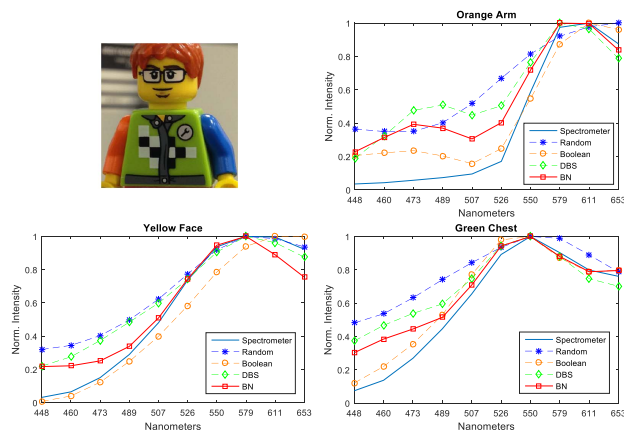 Orange Arm
1
0.8
0.6
0.4
0.2
0
Norm. Intensity
448 460 473 489 507 526 550 579 611 653
Nanometers
Spectrometer
Random
Boolean
DBS
BN
Yellow Face
1
0.8
0.6
0.4
0.2
0
Norm. Intensity
448 460 473 489 507 526 550 579 611 653
Nanometers
Spectrometer
Random
Boolean
DBS
BN
Green Chest
1
0.8
0.6
0.4
0.2
0
Norm. Intensity
448 460 473 489 507 526 550 579 611 653
Nanometers
Spectrometer
Random
Boolean
DBS
BN